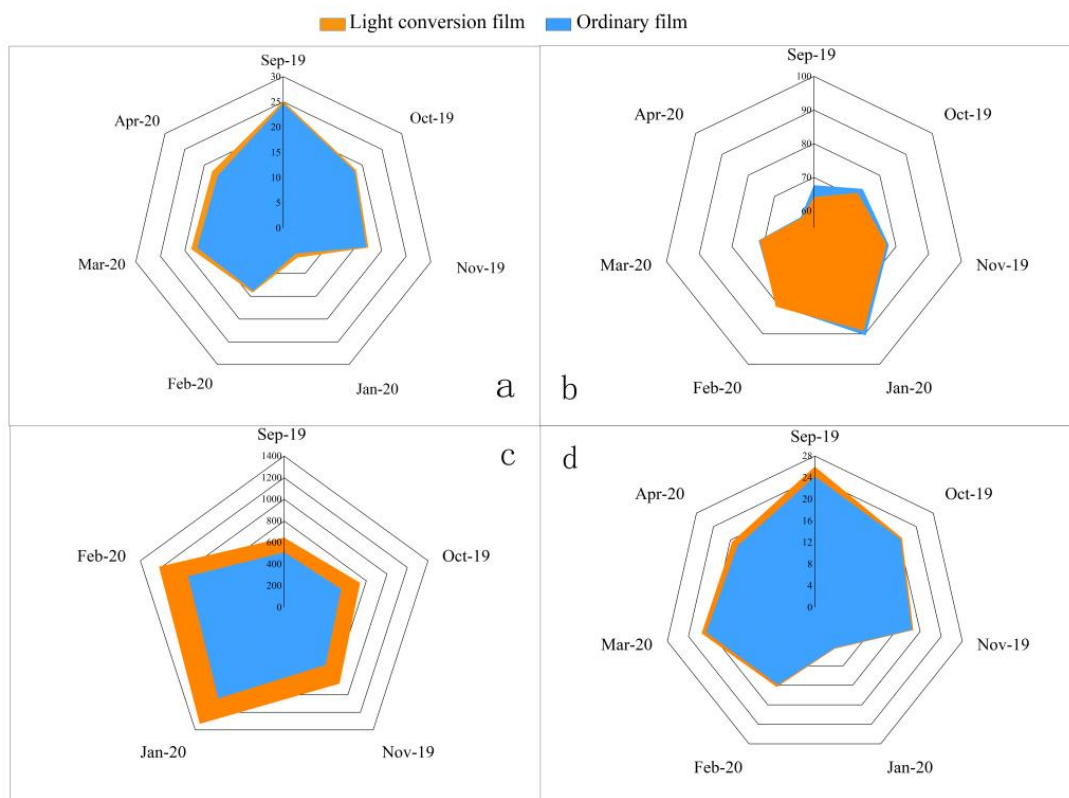 Light conversion film Ordinary film
Sep-19
30
25
20
15
10
5
0
Oct-19
Nov-19
Jan-20
Feb-20
Mar-20
Apr-20
a
Sep-19
100
90
80
70
60
Oct-19
Nov-19
Jan-20
Feb-20
Mar-20
Apr-20
b
Sep-19
1400
1200
1000
800
600
400
200
0
Oct-19
Nov-19
Jan-20
Feb-20
c
Sep-19
28
24
20
16
12
8
4
0
Oct-19
Nov-19
Jan-20
Feb-20
Mar-20
Apr-20
d